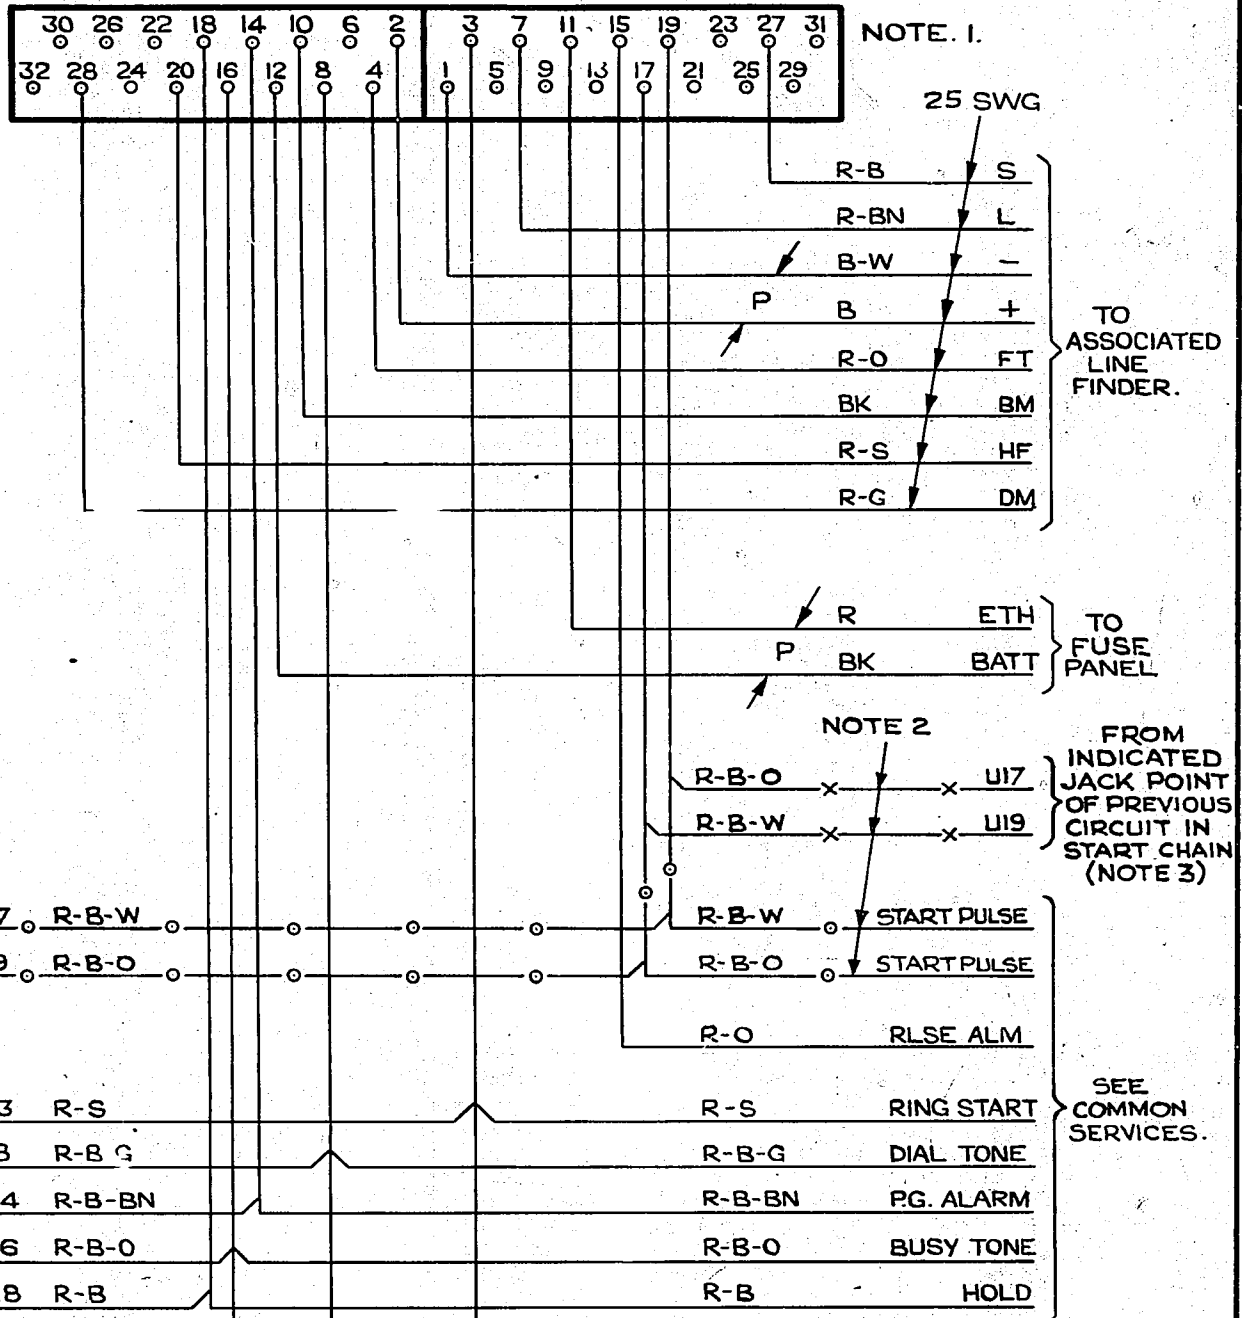 30 26 22 18 14 10 6 2 3 7 11 15 19 23 27 31 NOTE. 1.
32 28 24 20 16 12 8 4 1 5 9 13 17 21 25 29
25 SWG
R-B S
R-BN L
B-W −
P
B +
R-O FT
BK BM
R-S HF
R-G DM
TO
ASSOCIATED
LINE
FINDER.
R ETH
P
BK BATT
TO
FUSE
PANEL
NOTE 2
R-B-O U17
R-B-W U19
FROM
INDICATED
JACK POINT
OF PREVIOUS
CIRCUIT IN
START CHAIN
(NOTE 3)
7 R-B-W R-B-W START PULSE
9 R-B-O R-B-O START PULSE
R-O RLSE ALM
3 R-S R-S RING START
R-B G R-B-G DIAL TONE
4 R-B-BN R-B-BN P.G. ALARM
6 R-B-O R-B-O BUSY TONE
8 R-B R-B HOLD
SEE
COMMON
SERVICES.